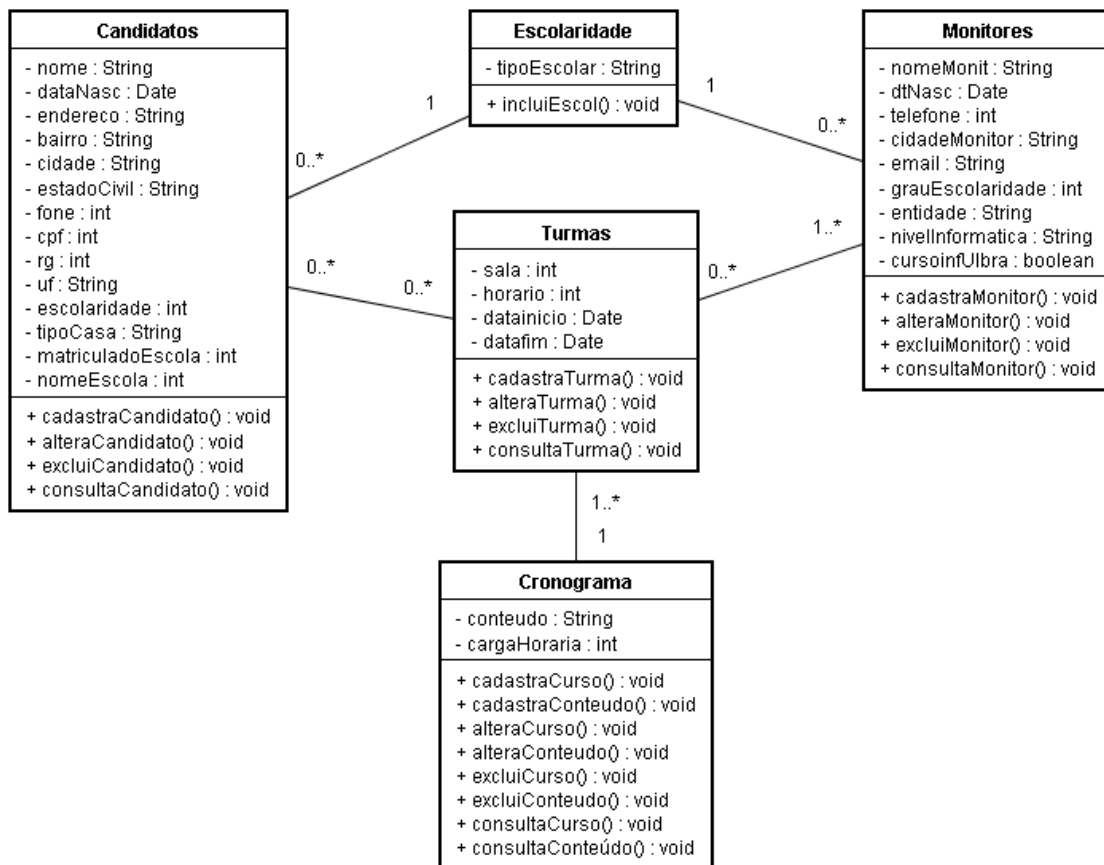 Candidatos
- nome : String
- dataNasc : Date
- endereco : String
- bairro : String
- cidade : String
- estadoCivil : String
- fone : int
- cpf : int
- rg : int
- uf : String
- escolaridade : int
- tipoCasa : String
- matriculadoEscola : int
- nomeEscola : int
+ cadastraCandidato() : void
+ alteraCandidato() : void
+ excluiCandidato() : void
+ consultaCandidato() : void
1
0..*
0..*
0..*
Escolaridade
- tipoEscolar : String
+ incluiEscol() : void
1
0..*
Turmas
- sala : int
- horario : int
- datainicio : Date
- datafim : Date
+ cadastraTurma() : void
+ alteraTurma() : void
+ excluiTurma() : void
+ consultaTurma() : void
1..*
0..*
Monitores
- nomeMonit : String
- dtNasc : Date
- telefone : int
- cidadeMonitor : String
- email : String
- grauEscolaridade : int
- entidade : String
- nivelInformatica : String
- cursoinfUlbra : boolean
+ cadastraMonitor() : void
+ alteraMonitor() : void
+ excluiMonitor() : void
+ consultaMonitor() : void
1..*
1
Cronograma
- conteudo : String
- cargaHoraria : int
+ cadastraCurso() : void
+ cadastraConteudo() : void
+ alteraCurso() : void
+ alteraConteudo() : void
+ excluiCurso() : void
+ excluiConteudo() : void
+ consultaCurso() : void
+ consultaConteúdo() : void